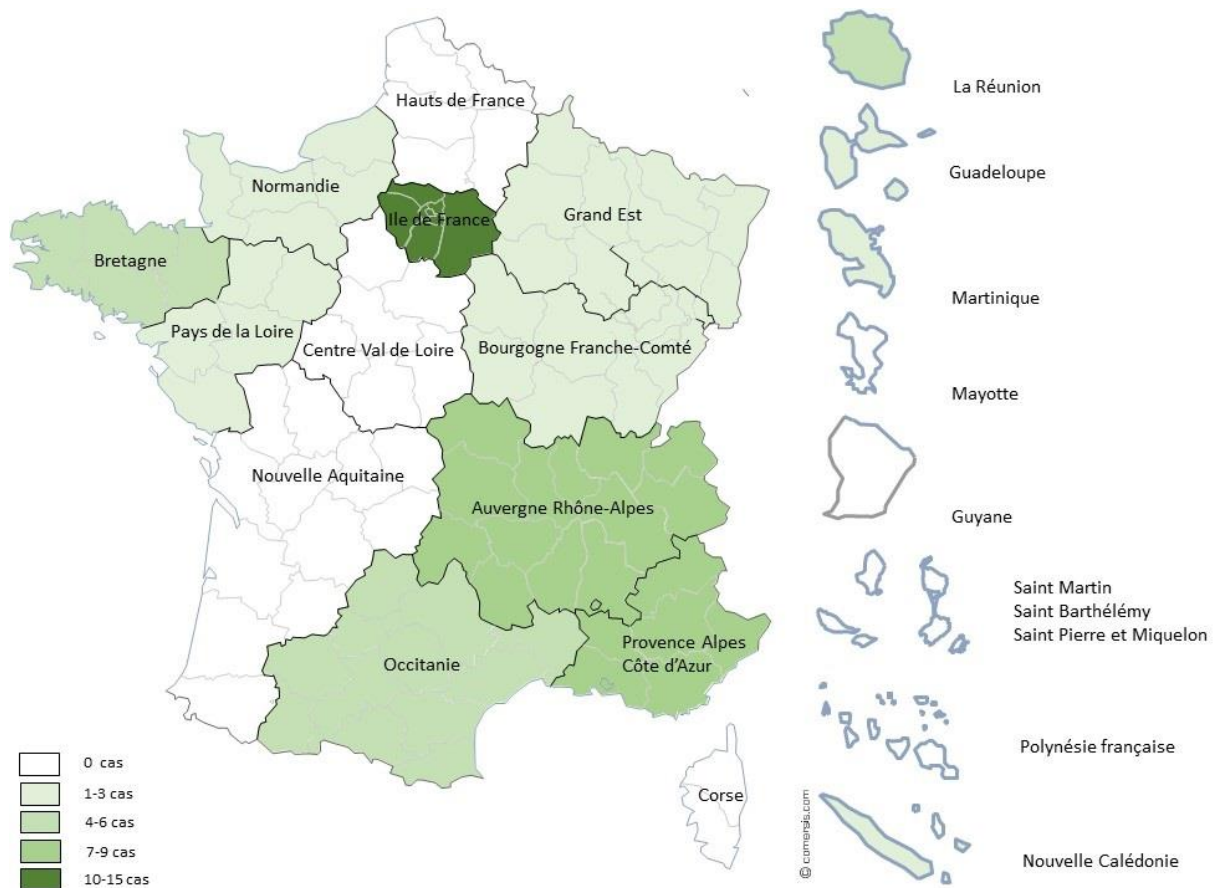 Hauts de France
Normandie
Ile de France
Grand Est
Bretagne
Pays de la Loire
Centre Val de Loire
Bourgogne Franche-Comté
Nouvelle Aquitaine
Auvergne Rhône-Alpes
Occitanie
Provence Alpes
Côte d'Azur
Corse
0 cas
1-3 cas
4-6 cas
7-9 cas
10-15 cas
La Réunion
Guadeloupe
Martinique
Mayotte
Guyane
Saint Martin
Saint Barthélémy
Saint Pierre et Miquelon
Polynésie française
Nouvelle Calédonie
© comersis.com